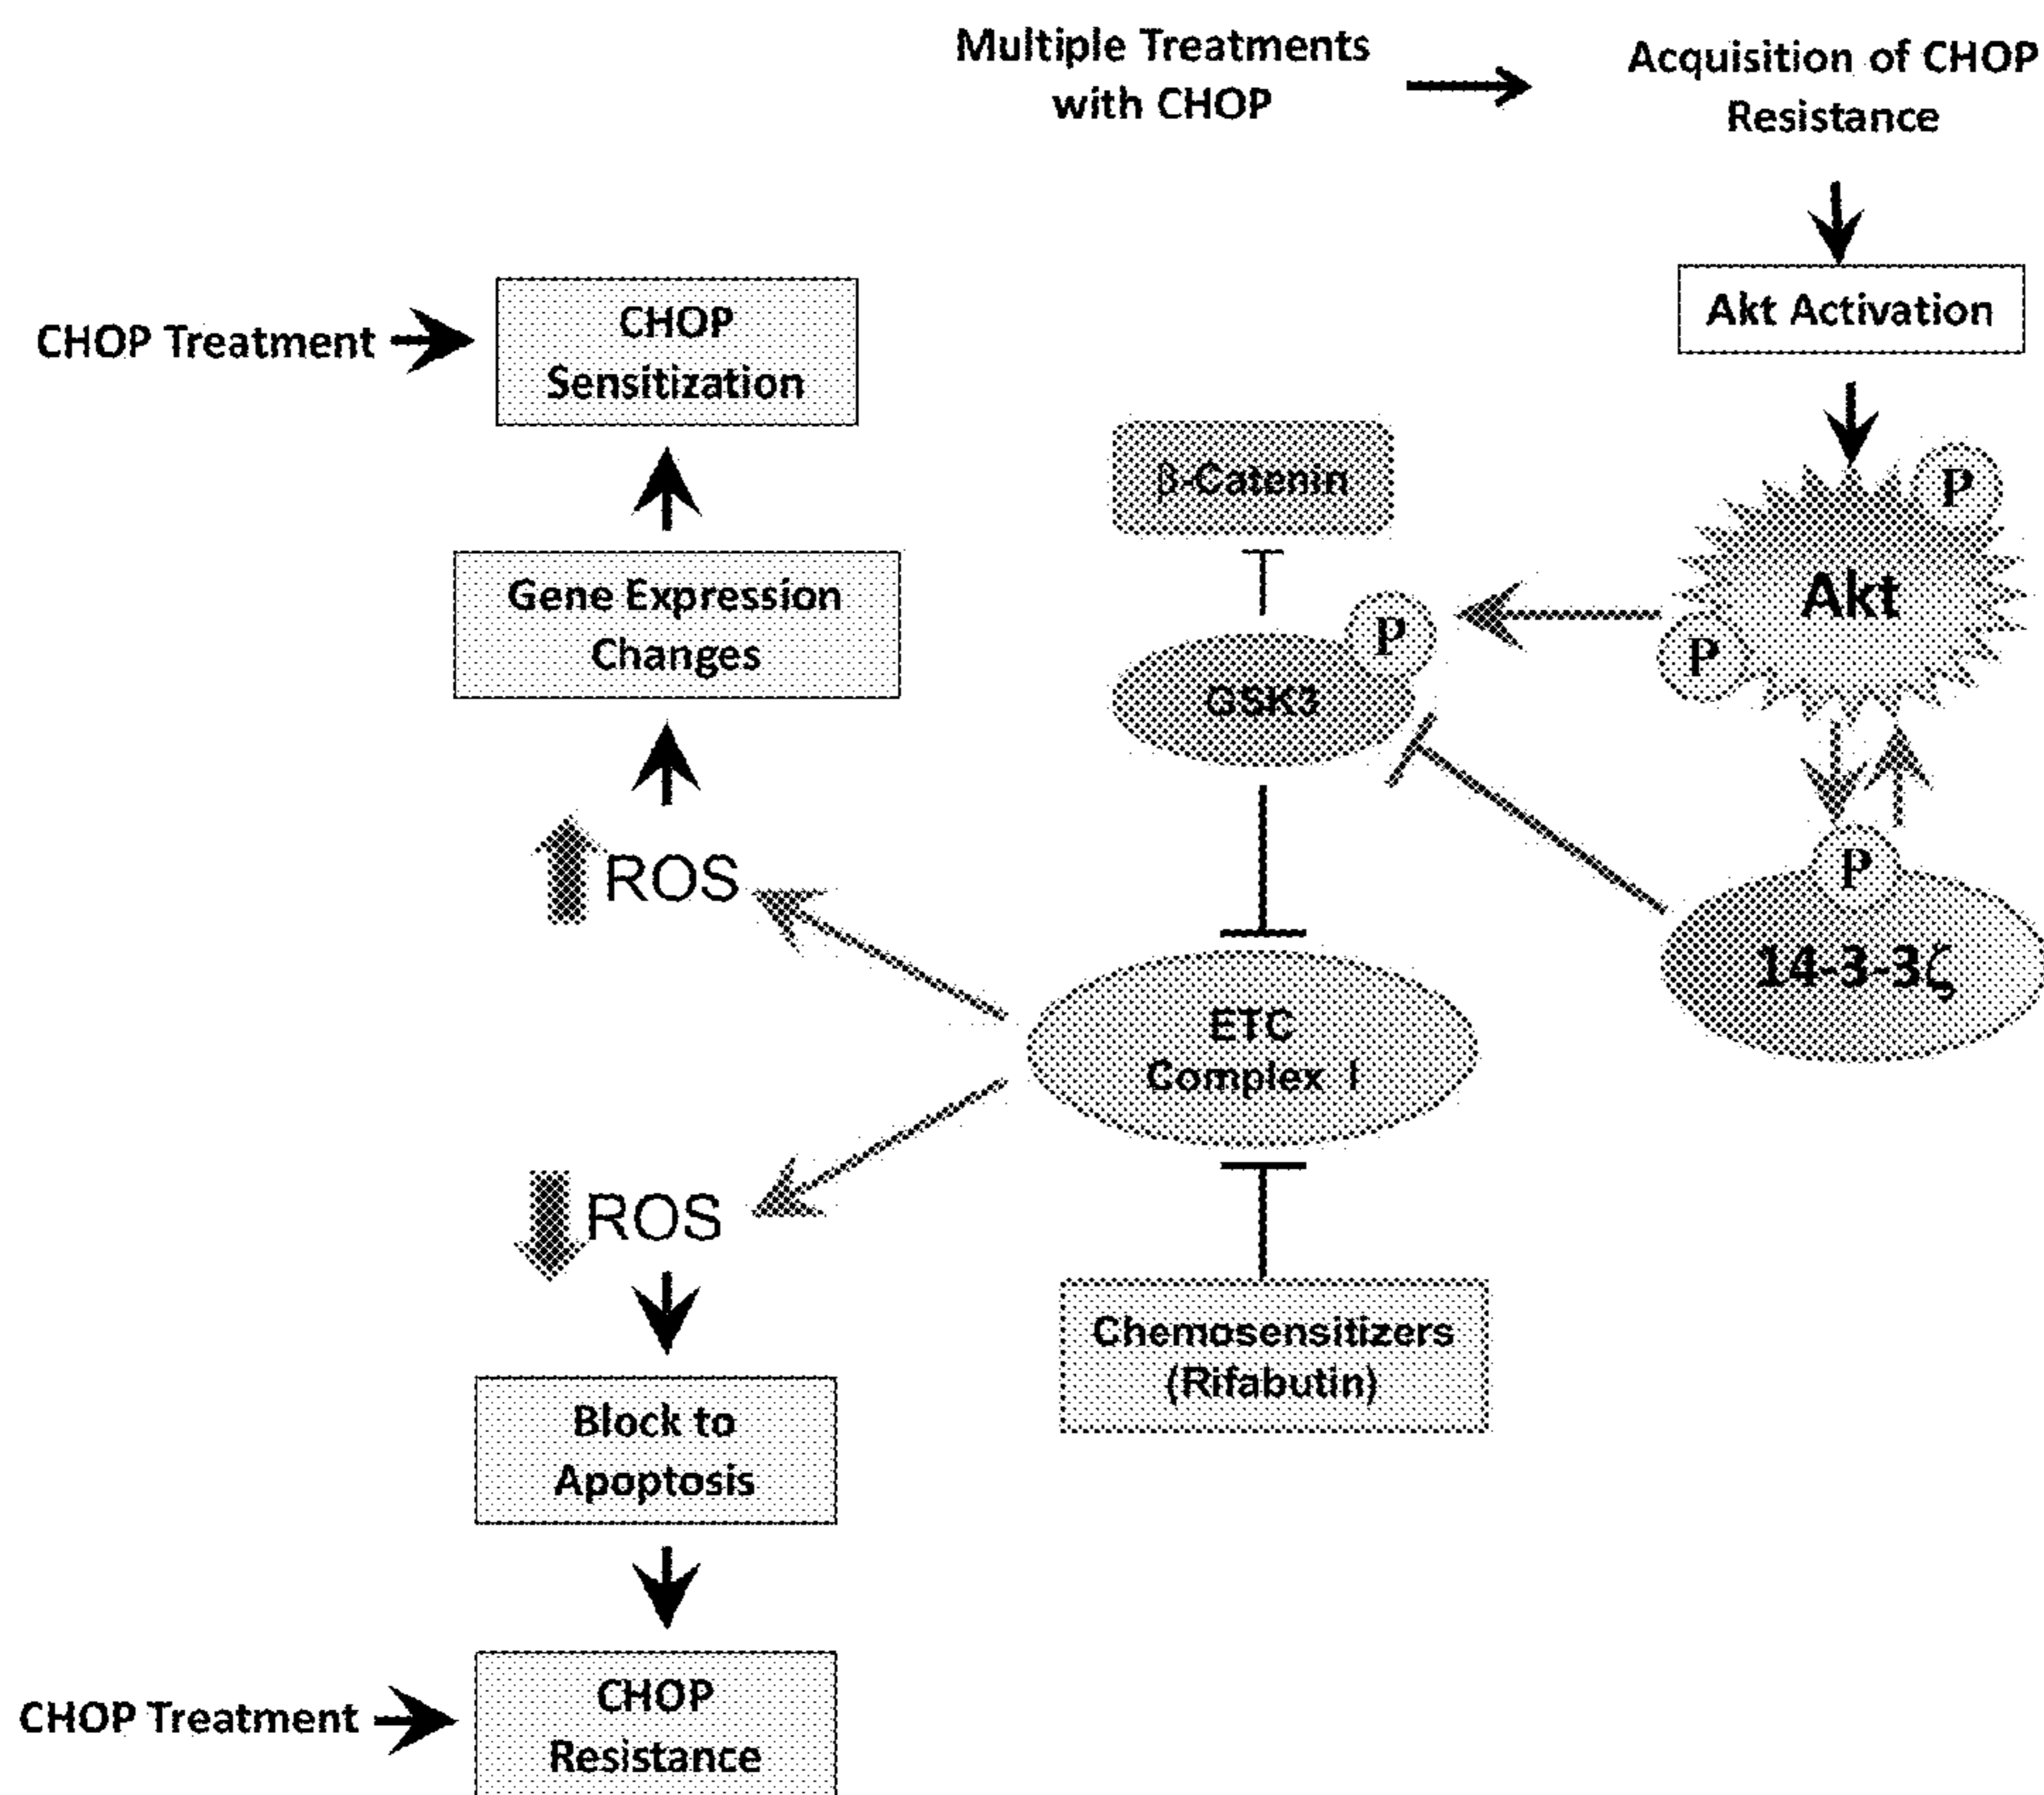 Multiple Treatments
with CHOP
Acquisition of CHOP
Resistance
Akt Activation
CHOP Treatment
CHOP
Sensitization
β-Catenin
P
Akt
P
Gene Expression
Changes
P
GSK3
ROS
P
14-3-3ζ
ETC
Complex I
ROS
Chemosensitizers
(Rifabutin)
Block to
Apoptosis
CHOP Treatment
CHOP
Resistance